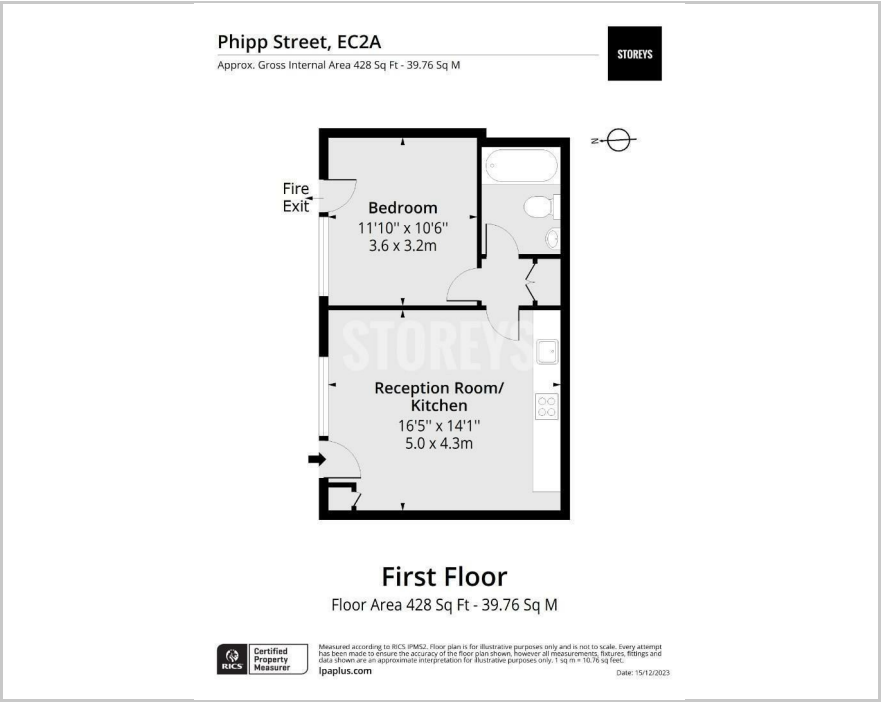 Phipp Street, EC2A
Approx. Gross Internal Area 428 Sq Ft - 39.76 Sq M
STOREYS
N
Fire
Exit
Bedroom
11'10'' x 10'6''
3.6 x 3.2m
STOREYS
Reception Room/
Kitchen
16'5'' x 14'1''
5.0 x 4.3m
First Floor
Floor Area 428 Sq Ft - 39.76 Sq M
RICS
Certified
Property
Measurer
Measured according to RICS IPMS2. Floor plan is for illustrative purposes only and is not to scale. Every attempt
has been made to ensure the accuracy of the floor plan shown, however all measurements, fixtures, fittings and
data shown are an approximate interpretation for illustrative purposes only. 1 sq m = 10.76 sq feet.
lpaplus.com
Date: 15/12/2023